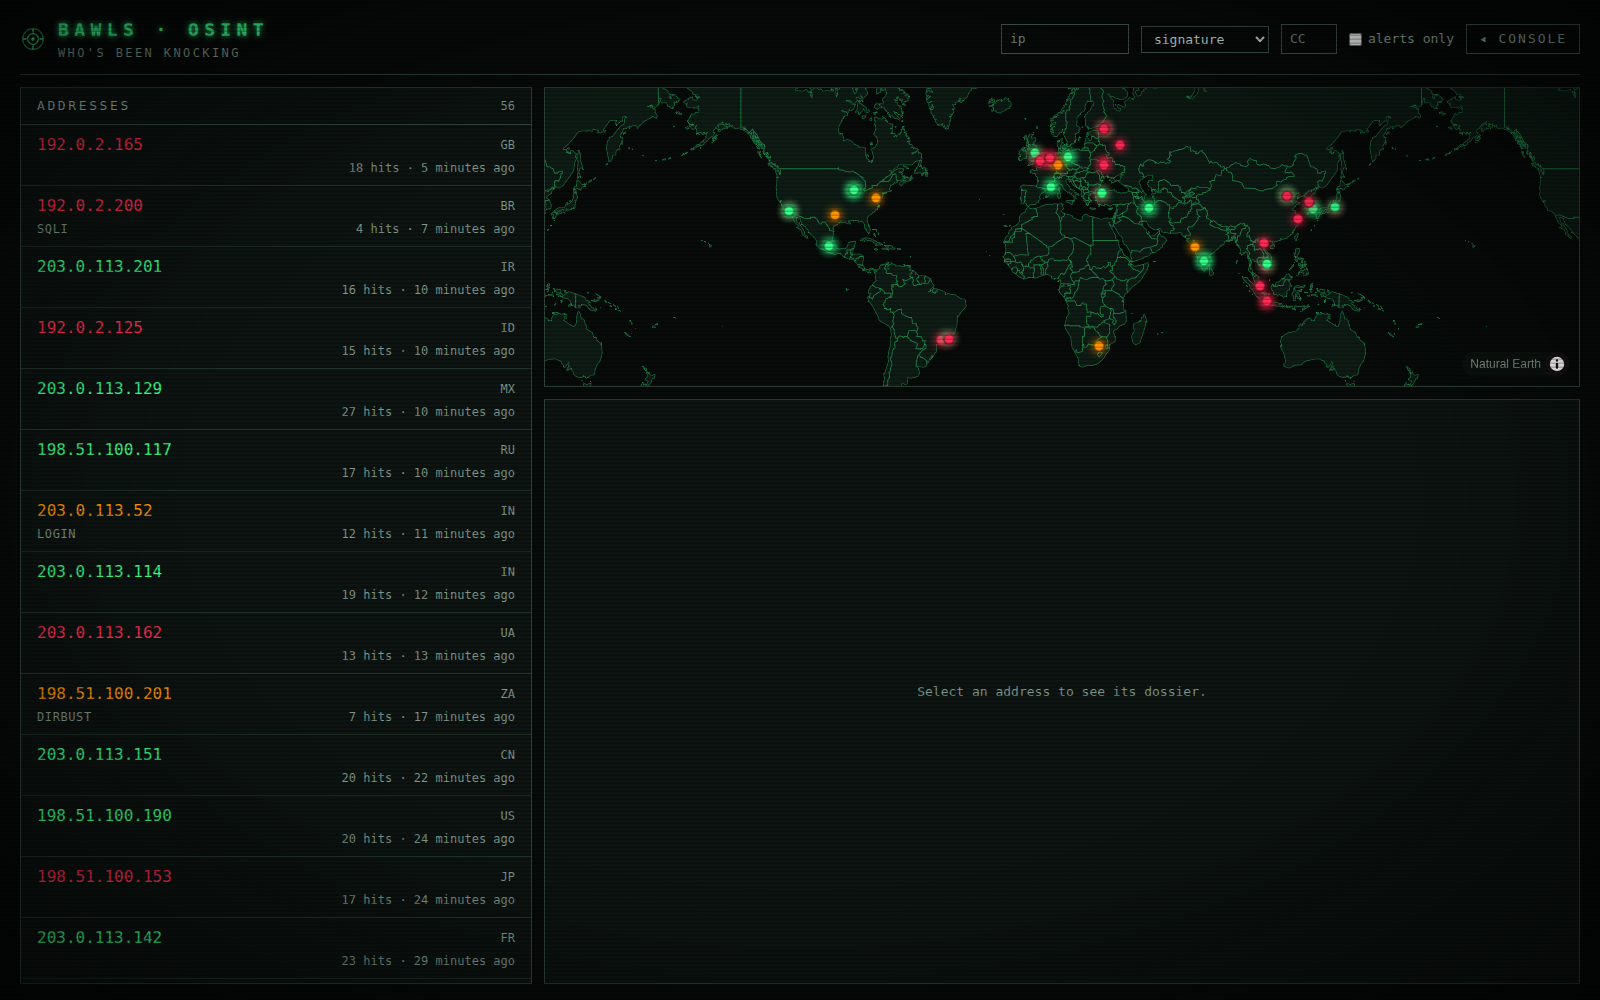 BAWLS · OSINT
WHO'S BEEN KNOCKING
ip
signature
CC
alerts only
◂ CONSOLE
ADDRESSES 56
192.0.2.165 GB
18 hits · 5 minutes ago
192.0.2.200 BR
SQLI 4 hits · 7 minutes ago
203.0.113.201 IR
16 hits · 10 minutes ago
192.0.2.125 ID
15 hits · 10 minutes ago
203.0.113.129 MX
27 hits · 10 minutes ago
198.51.100.117 RU
17 hits · 10 minutes ago
203.0.113.52 IN
LOGIN 12 hits · 11 minutes ago
203.0.113.114 IN
19 hits · 12 minutes ago
203.0.113.162 UA
13 hits · 13 minutes ago
198.51.100.201 ZA
DIRBUST 7 hits · 17 minutes ago
203.0.113.151 CN
20 hits · 22 minutes ago
198.51.100.190 US
20 hits · 24 minutes ago
198.51.100.153 JP
17 hits · 24 minutes ago
203.0.113.142 FR
23 hits · 29 minutes ago
Natural Earth
Select an address to see its dossier.